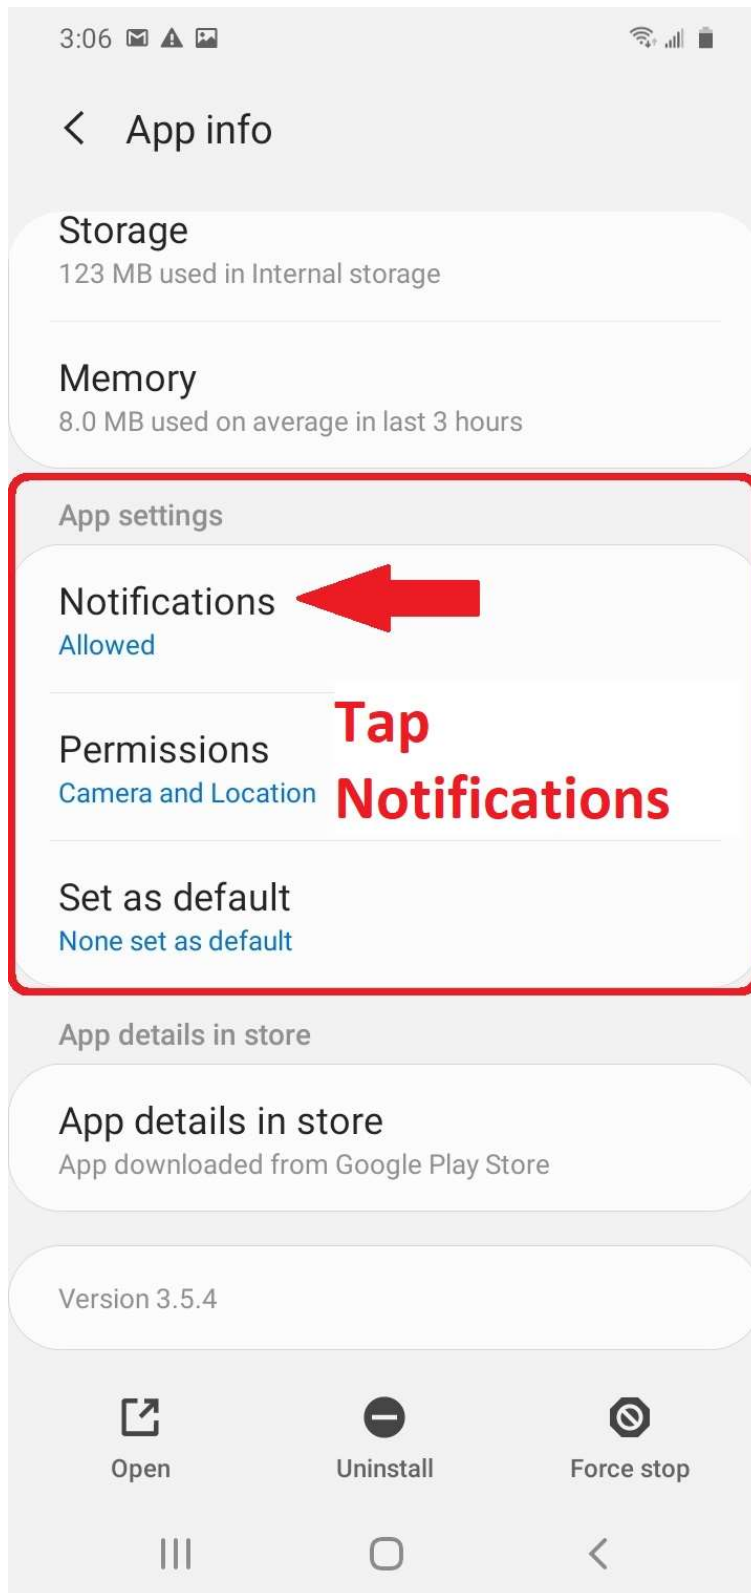 3:06
App info
Storage
123 MB used in Internal storage
Memory
8.0 MB used on average in last 3 hours
App settings
Notifications
Allowed
Tap
Notifications
Permissions
Camera and Location
Set as default
None set as default
App details in store
App details in store
App downloaded from Google Play Store
Version 3.5.4
Open
Uninstall
Force stop